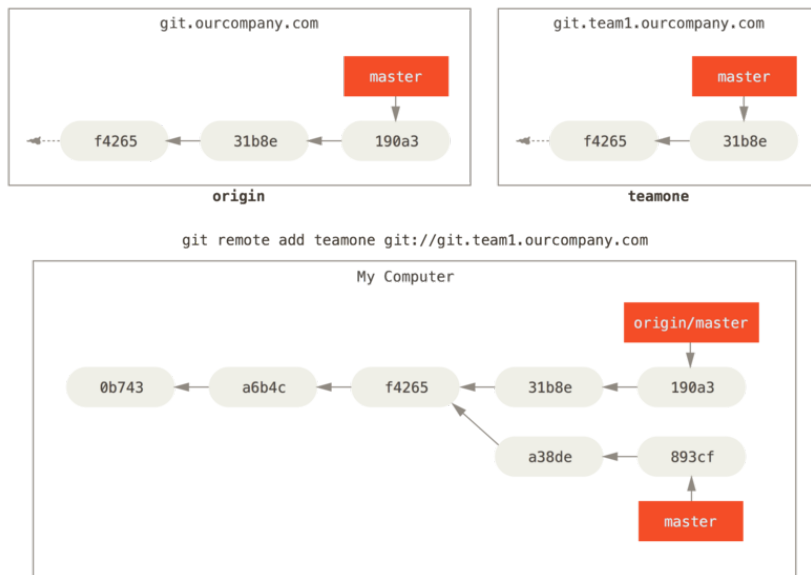 git.ourcompany.com
master
f4265
31b8e
190a3
origin
git.team1.ourcompany.com
master
f4265
31b8e
teamone
git remote add teamone git://git.team1.ourcompany.com
My Computer
origin/master
0b743
a6b4c
f4265
31b8e
190a3
a38de
893cf
master